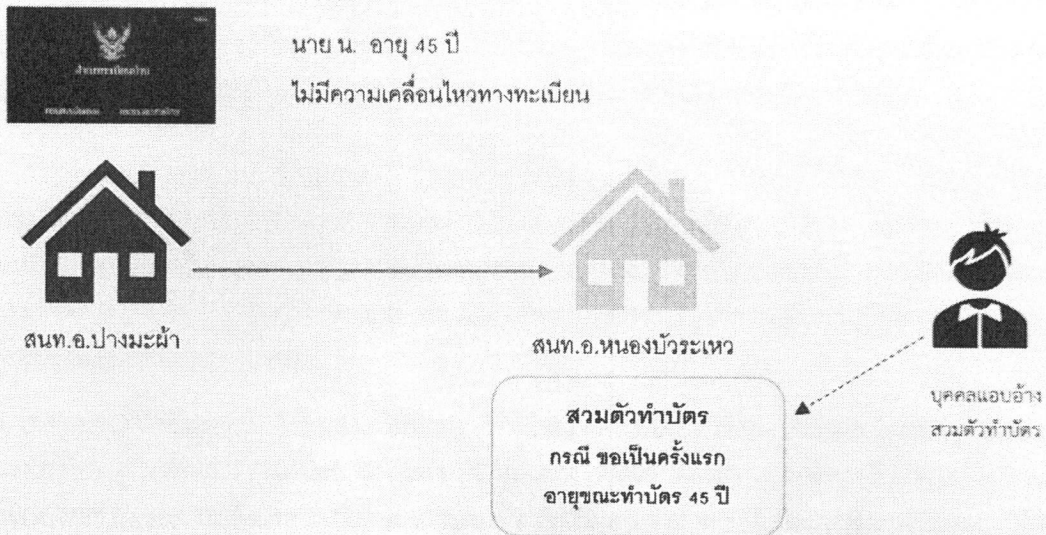 นาย น. อายุ 45 ปี
ไม่มีความเคลื่อนไหวทางทะเบียน
สนท.อ.ปางมะผ้า
สนท.อ.หนองบัวระเหว
สวมตัวทำบัตร
กรณี ขอเป็นครั้งแรก
อายุขณะทำบัตร 45 ปี
บุคคลแอบอ้าง
สวมตัวทำบัตร